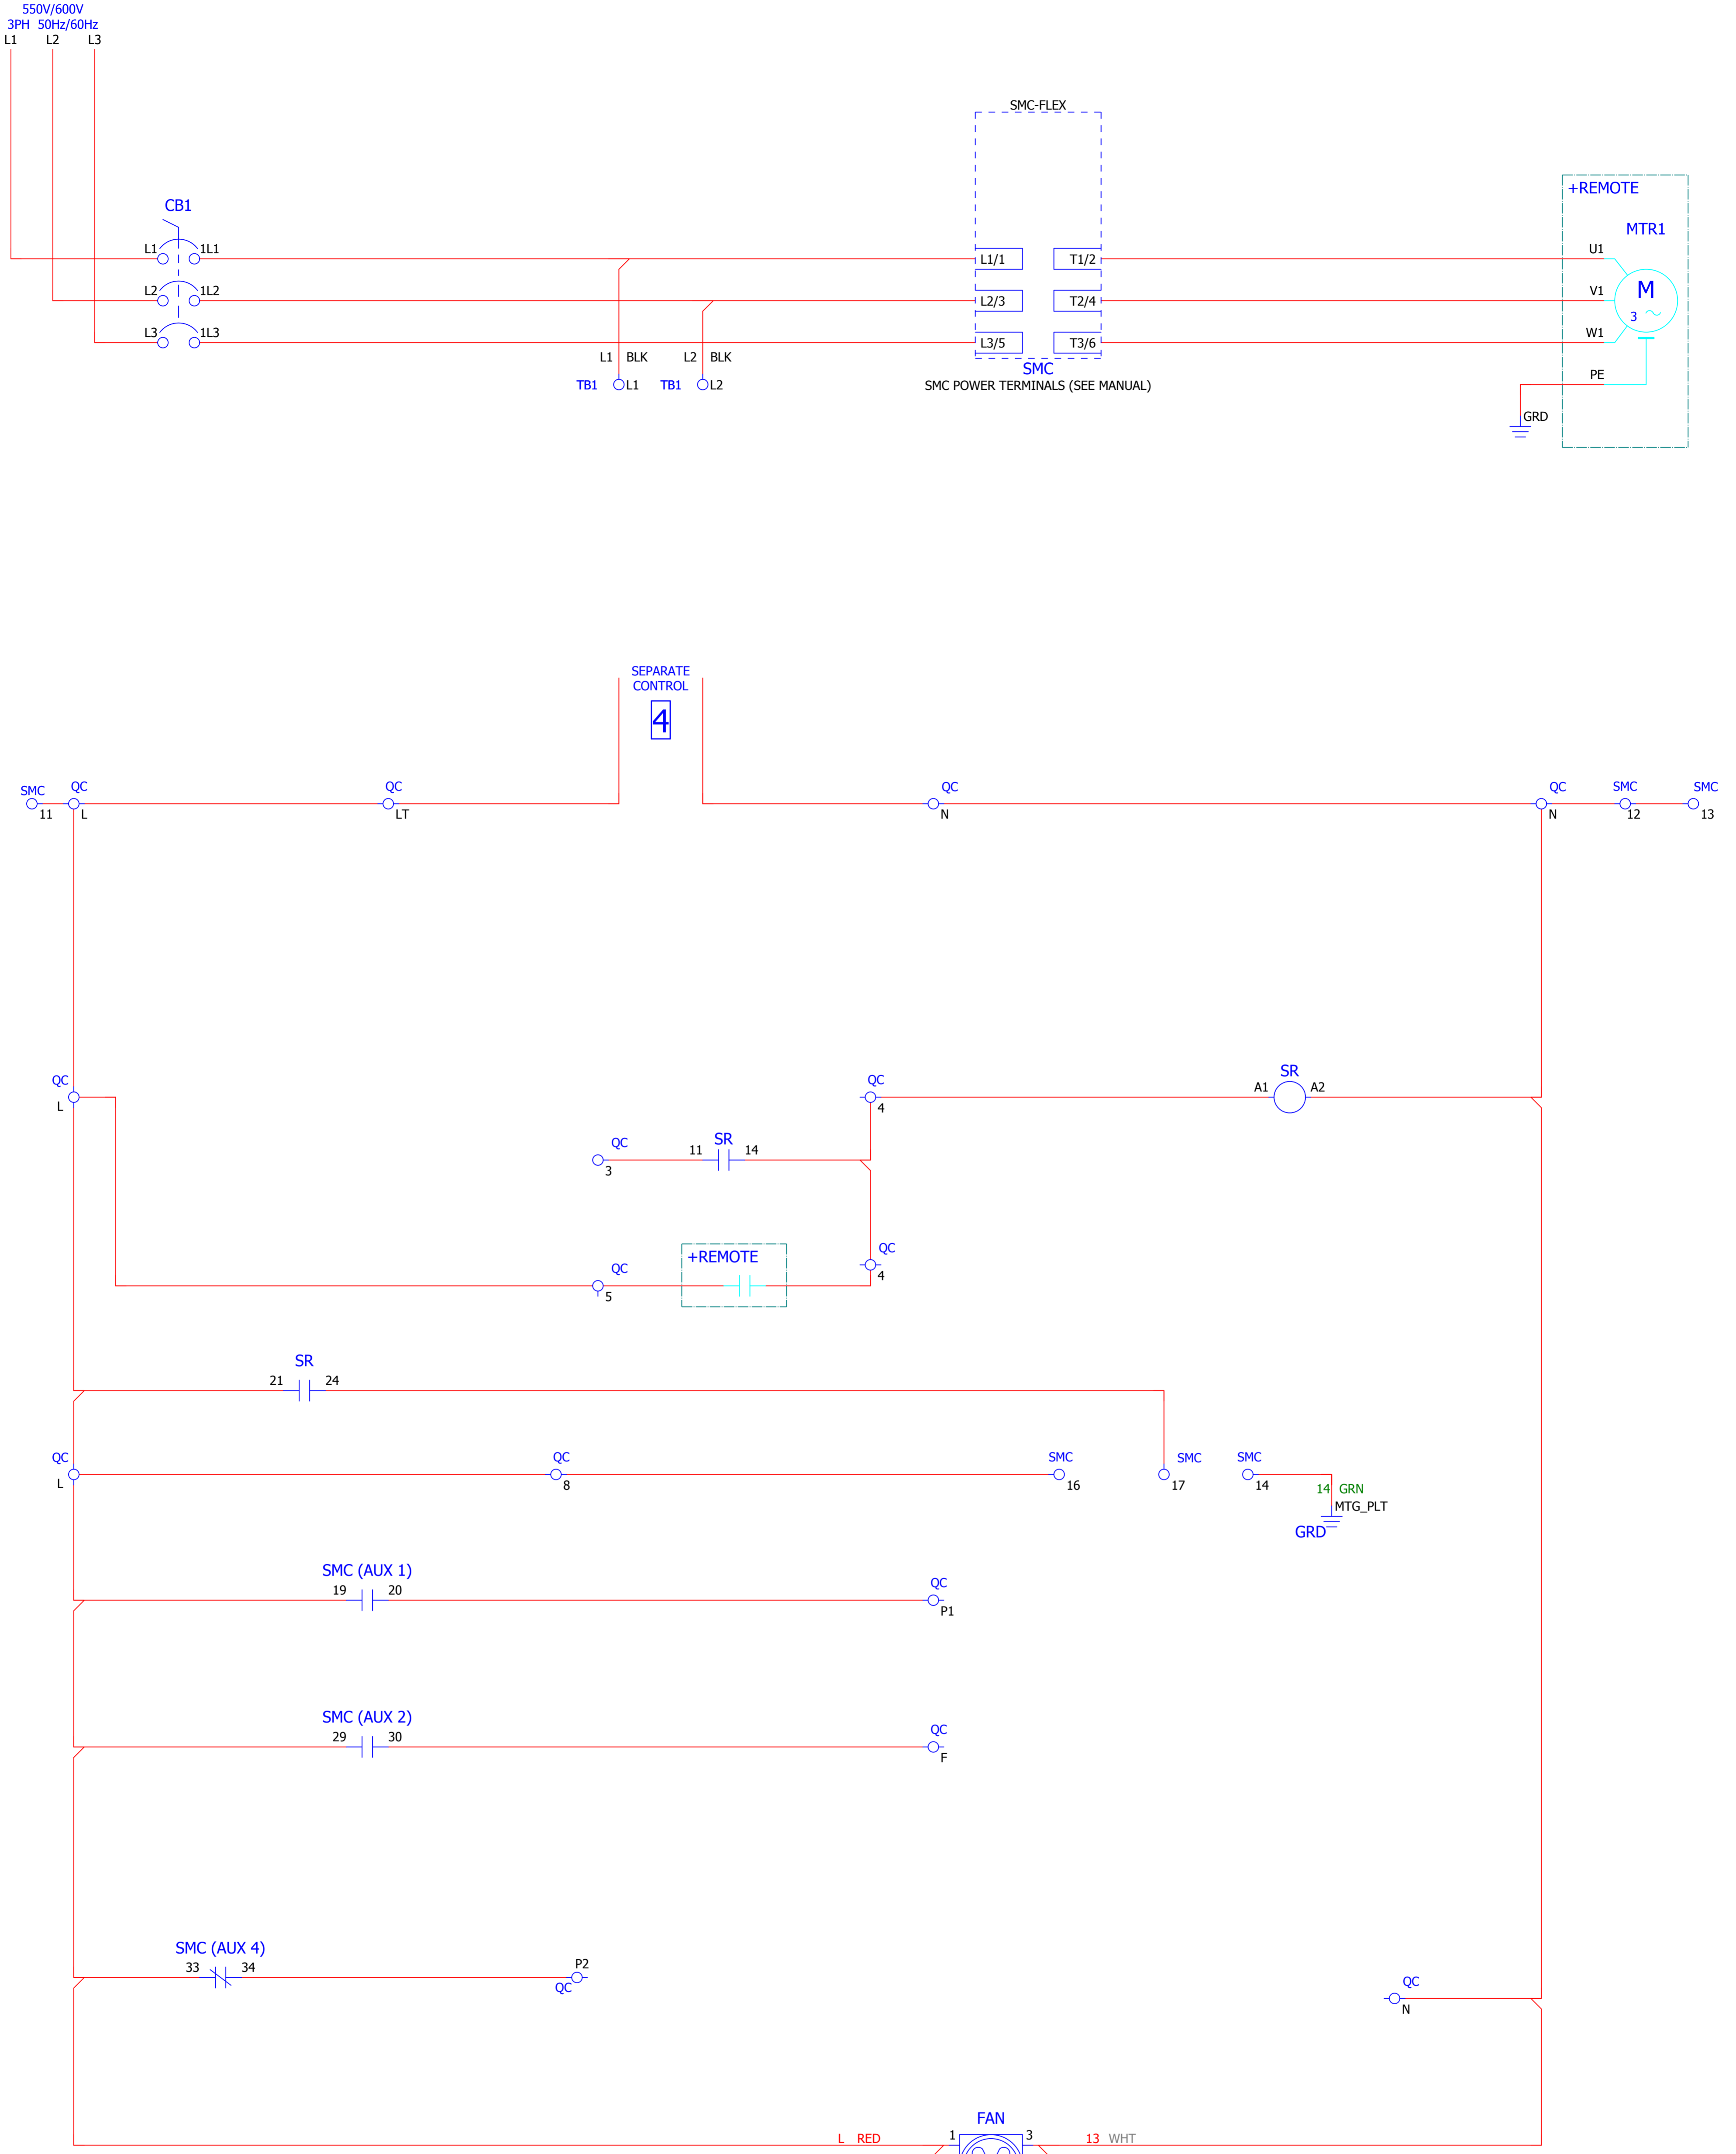 550V/600V
3PH 50Hz/60Hz
L1 L2 L3
SMC-FLEX
+REMOTE
CB1
MTR1
L1 1L1
L1/1 T1/2
U1
L2 1L2
L2/3 T2/4
V1
M
3
L3 1L3
L3/5 T3/6
W1
L1 BLK L2 BLK
SMC
PE
TB1 L1 TB1 L2
SMC POWER TERMINALS (SEE MANUAL)
GRD
SEPARATE
CONTROL
4
SMC QC QC QC QC SMC SMC
11 L LT N N 12 13
QC QC SR
L 4 A1 A2
QC SR
3 11 14
QC
4
QC +REMOTE
5
SR
21 24
QC QC SMC SMC SMC
L 8 16 17 14
14 GRN
MTG_PLT
GRD
SMC (AUX 1)
19 20
QC
P1
SMC (AUX 2)
29 30
QC
F
SMC (AUX 4)
33 34
P2
QC
QC
N
FAN
L RED 1 3 13 WHT